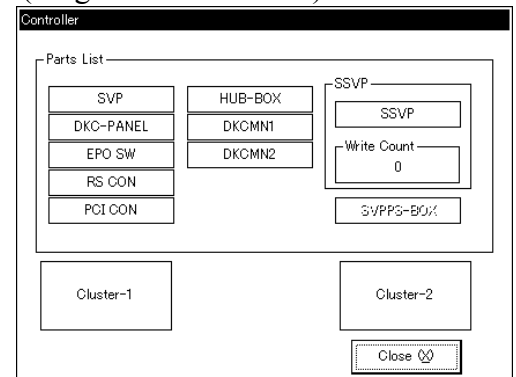 Controller
Parts List
SVP
DKC-PANEL
EPO SW
RS CON
PCI CON
HUB-BOX
DKCMN1
DKCMN2
SSVP
SSVP
Write Count
0
SVPPS-BOX
Cluster-1
Cluster-2
Close (X)